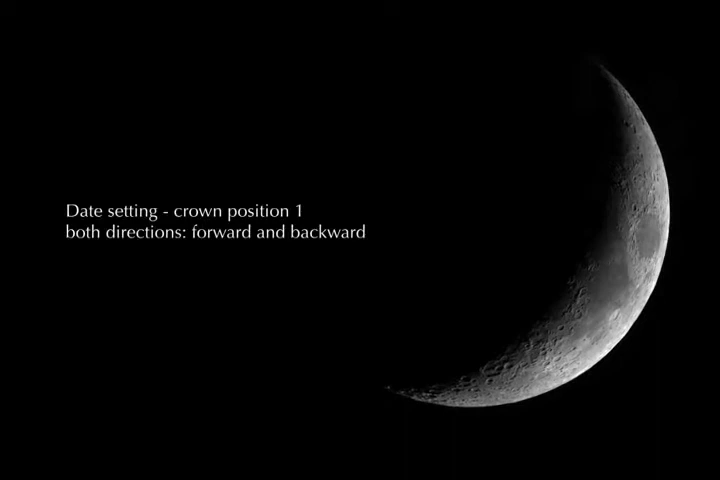 Date setting - crown position 1
both directions: forward and backward